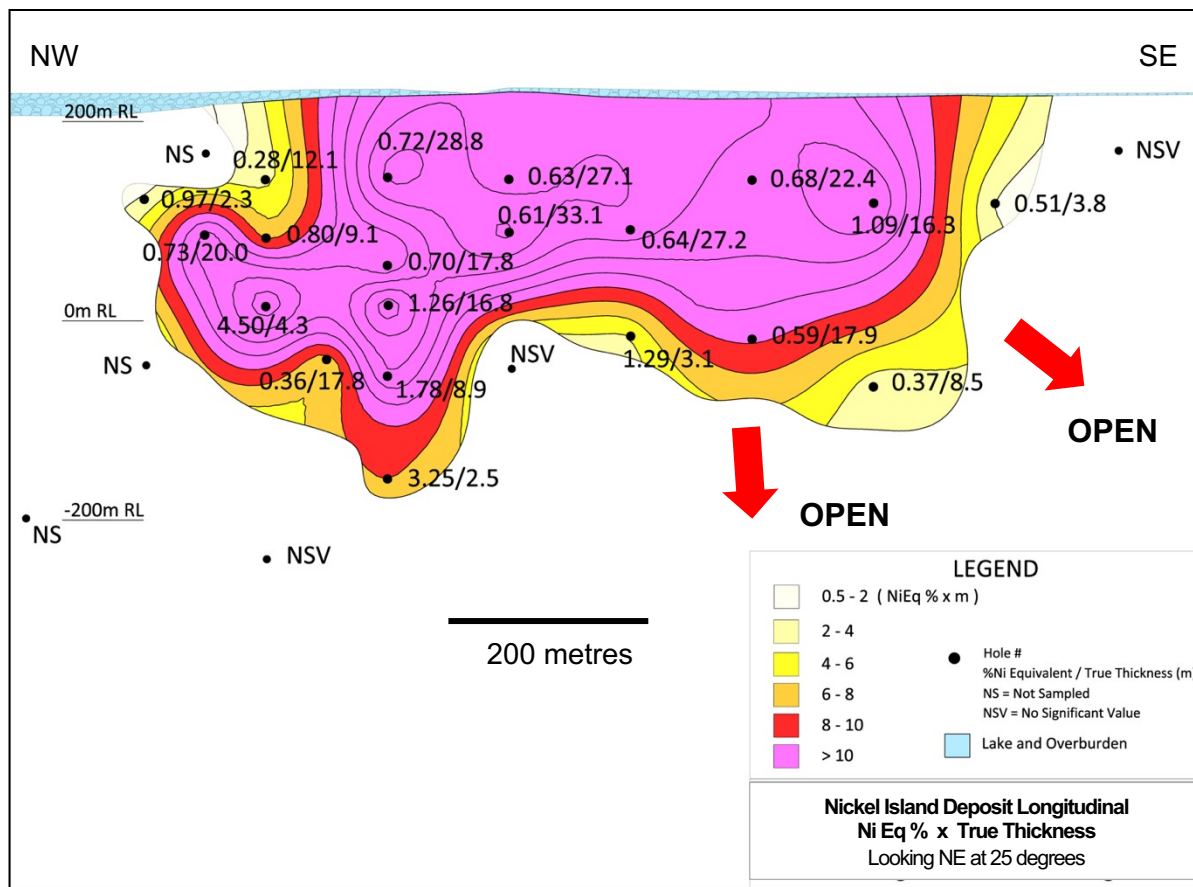 NW
SE
200m RL
NS
NSV
0.28/12.1
0.72/28.8
0.63/27.1
0.68/22.4
0.97/2.3
0.51/3.8
0.73/20.0
0.80/9.1
0.61/33.1
0.64/27.2
1.09/16.3
0.70/17.8
4.50/4.3
1.26/16.8
0m RL
NS
0.36/17.8
1.78/8.9
NSV
1.29/3.1
0.59/17.9
0.37/8.5
OPEN
3.25/2.5
OPEN
-200m RL
NS
NSV
200 metres
LEGEND
0.5 - 2 ( NiEq % x m )
2 - 4
4 - 6
6 - 8
8 - 10
> 10
Hole #
%Ni Equivalent / True Thickness (m
NS = Not Sampled
NSV = No Significant Value
Lake and Overburden
Nickel Island Deposit Longitudinal
Ni Eq % x True Thickness
Looking NE at 25 degrees